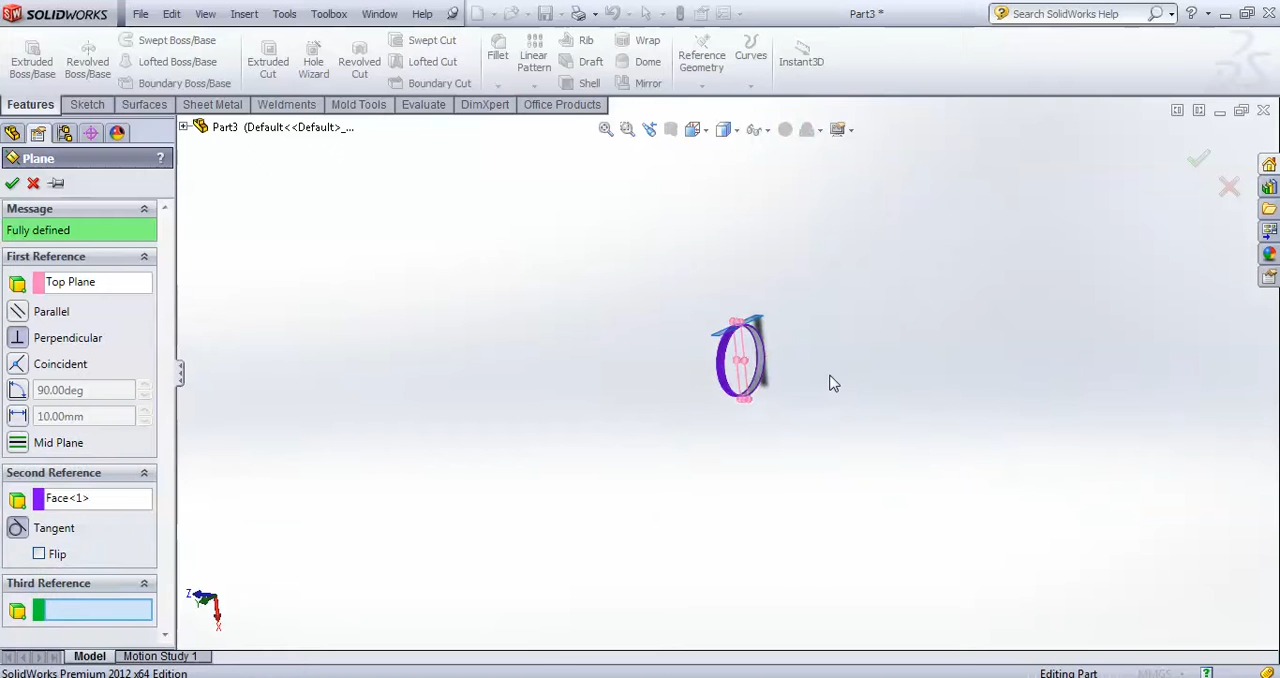 SOLIDWORKS File Edit View Insert Tools Toolbox Window Help Part3 * Search SolidWorks Help
Extruded Boss/Base
Revolved Boss/Base
Swept Boss/Base
Lofted Boss/Base
Boundary Boss/Base
Extruded Cut
Hole Wizard
Revolved Cut
Swept Cut
Lofted Cut
Boundary Cut
Fillet
Linear Pattern
Rib
Draft
Shell
Wrap
Dome
Mirror
Reference Geometry
Curves
Instant3D
Features Sketch Surfaces Sheet Metal Weldments Mold Tools Evaluate DimXpert Office Products
Part3 (Default<<Default>_...
Plane ?
Message
Fully defined
First Reference
Top Plane
Parallel
Perpendicular
Coincident
90.00deg
10.00mm
Mid Plane
Second Reference
Face<1>
Tangent
Flip
Third Reference
Z
Y
X
Model Motion Study 1
SolidWorks Premium 2012 x64 Edition Editing Part MMGS ?